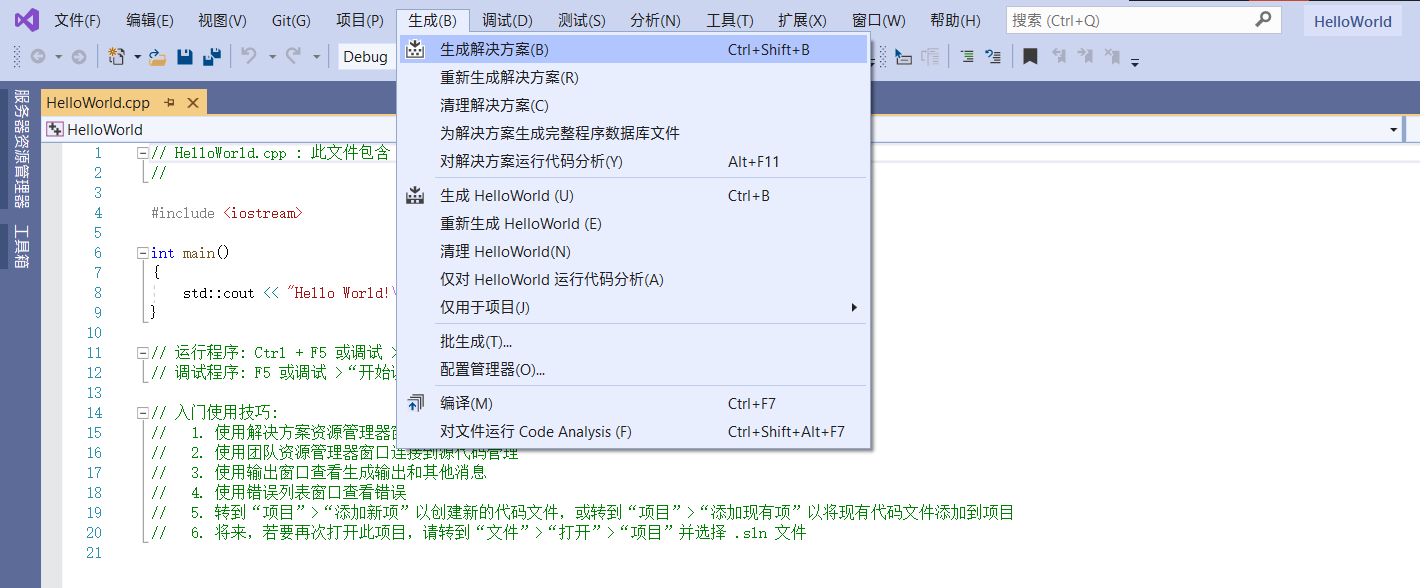 文件(F) 编辑(E) 视图(V) Git(G) 项目(P) 生成(B) 调试(D) 测试(S) 分析(N) 工具(T) 扩展(X) 窗口(W) 帮助(H) 搜索 (Ctrl+Q) HelloWorld
Debug
生成解决方案(B) Ctrl+Shift+B
重新生成解决方案(R)
清理解决方案(C)
为解决方案生成完整程序数据库文件
对解决方案运行代码分析(Y) Alt+F11
生成 HelloWorld (U) Ctrl+B
重新生成 HelloWorld (E)
清理 HelloWorld(N)
仅对 HelloWorld 运行代码分析(A)
仅用于项目(J)
批生成(T)...
配置管理器(O)...
编译(M) Ctrl+F7
对文件运行 Code Analysis (F) Ctrl+Shift+Alt+F7
服务器资源管理器
工具箱
HelloWorld.cpp
HelloWorld
1 // HelloWorld.cpp : 此文件包含
2 //
3
4 #include <iostream>
5
6 int main()
7 {
8 std::cout << "Hello World!\
9 }
10
11 // 运行程序: Ctrl + F5 或调试 >
12 // 调试程序: F5 或调试 >“开始
13
14 // 入门使用技巧:
15 // 1. 使用解决方案资源管理器
16 // 2. 使用团队资源管理器窗口连接到源代码管理
17 // 3. 使用输出窗口查看生成输出和其他消息
18 // 4. 使用错误列表窗口查看错误
19 // 5. 转到“项目”>“添加新项”以创建新的代码文件，或转到“项目”>“添加现有项”以将现有代码文件添加到项目
20 // 6. 将来，若要再次打开此项目，请转到“文件”>“打开”>“项目”并选择 .sln 文件
21